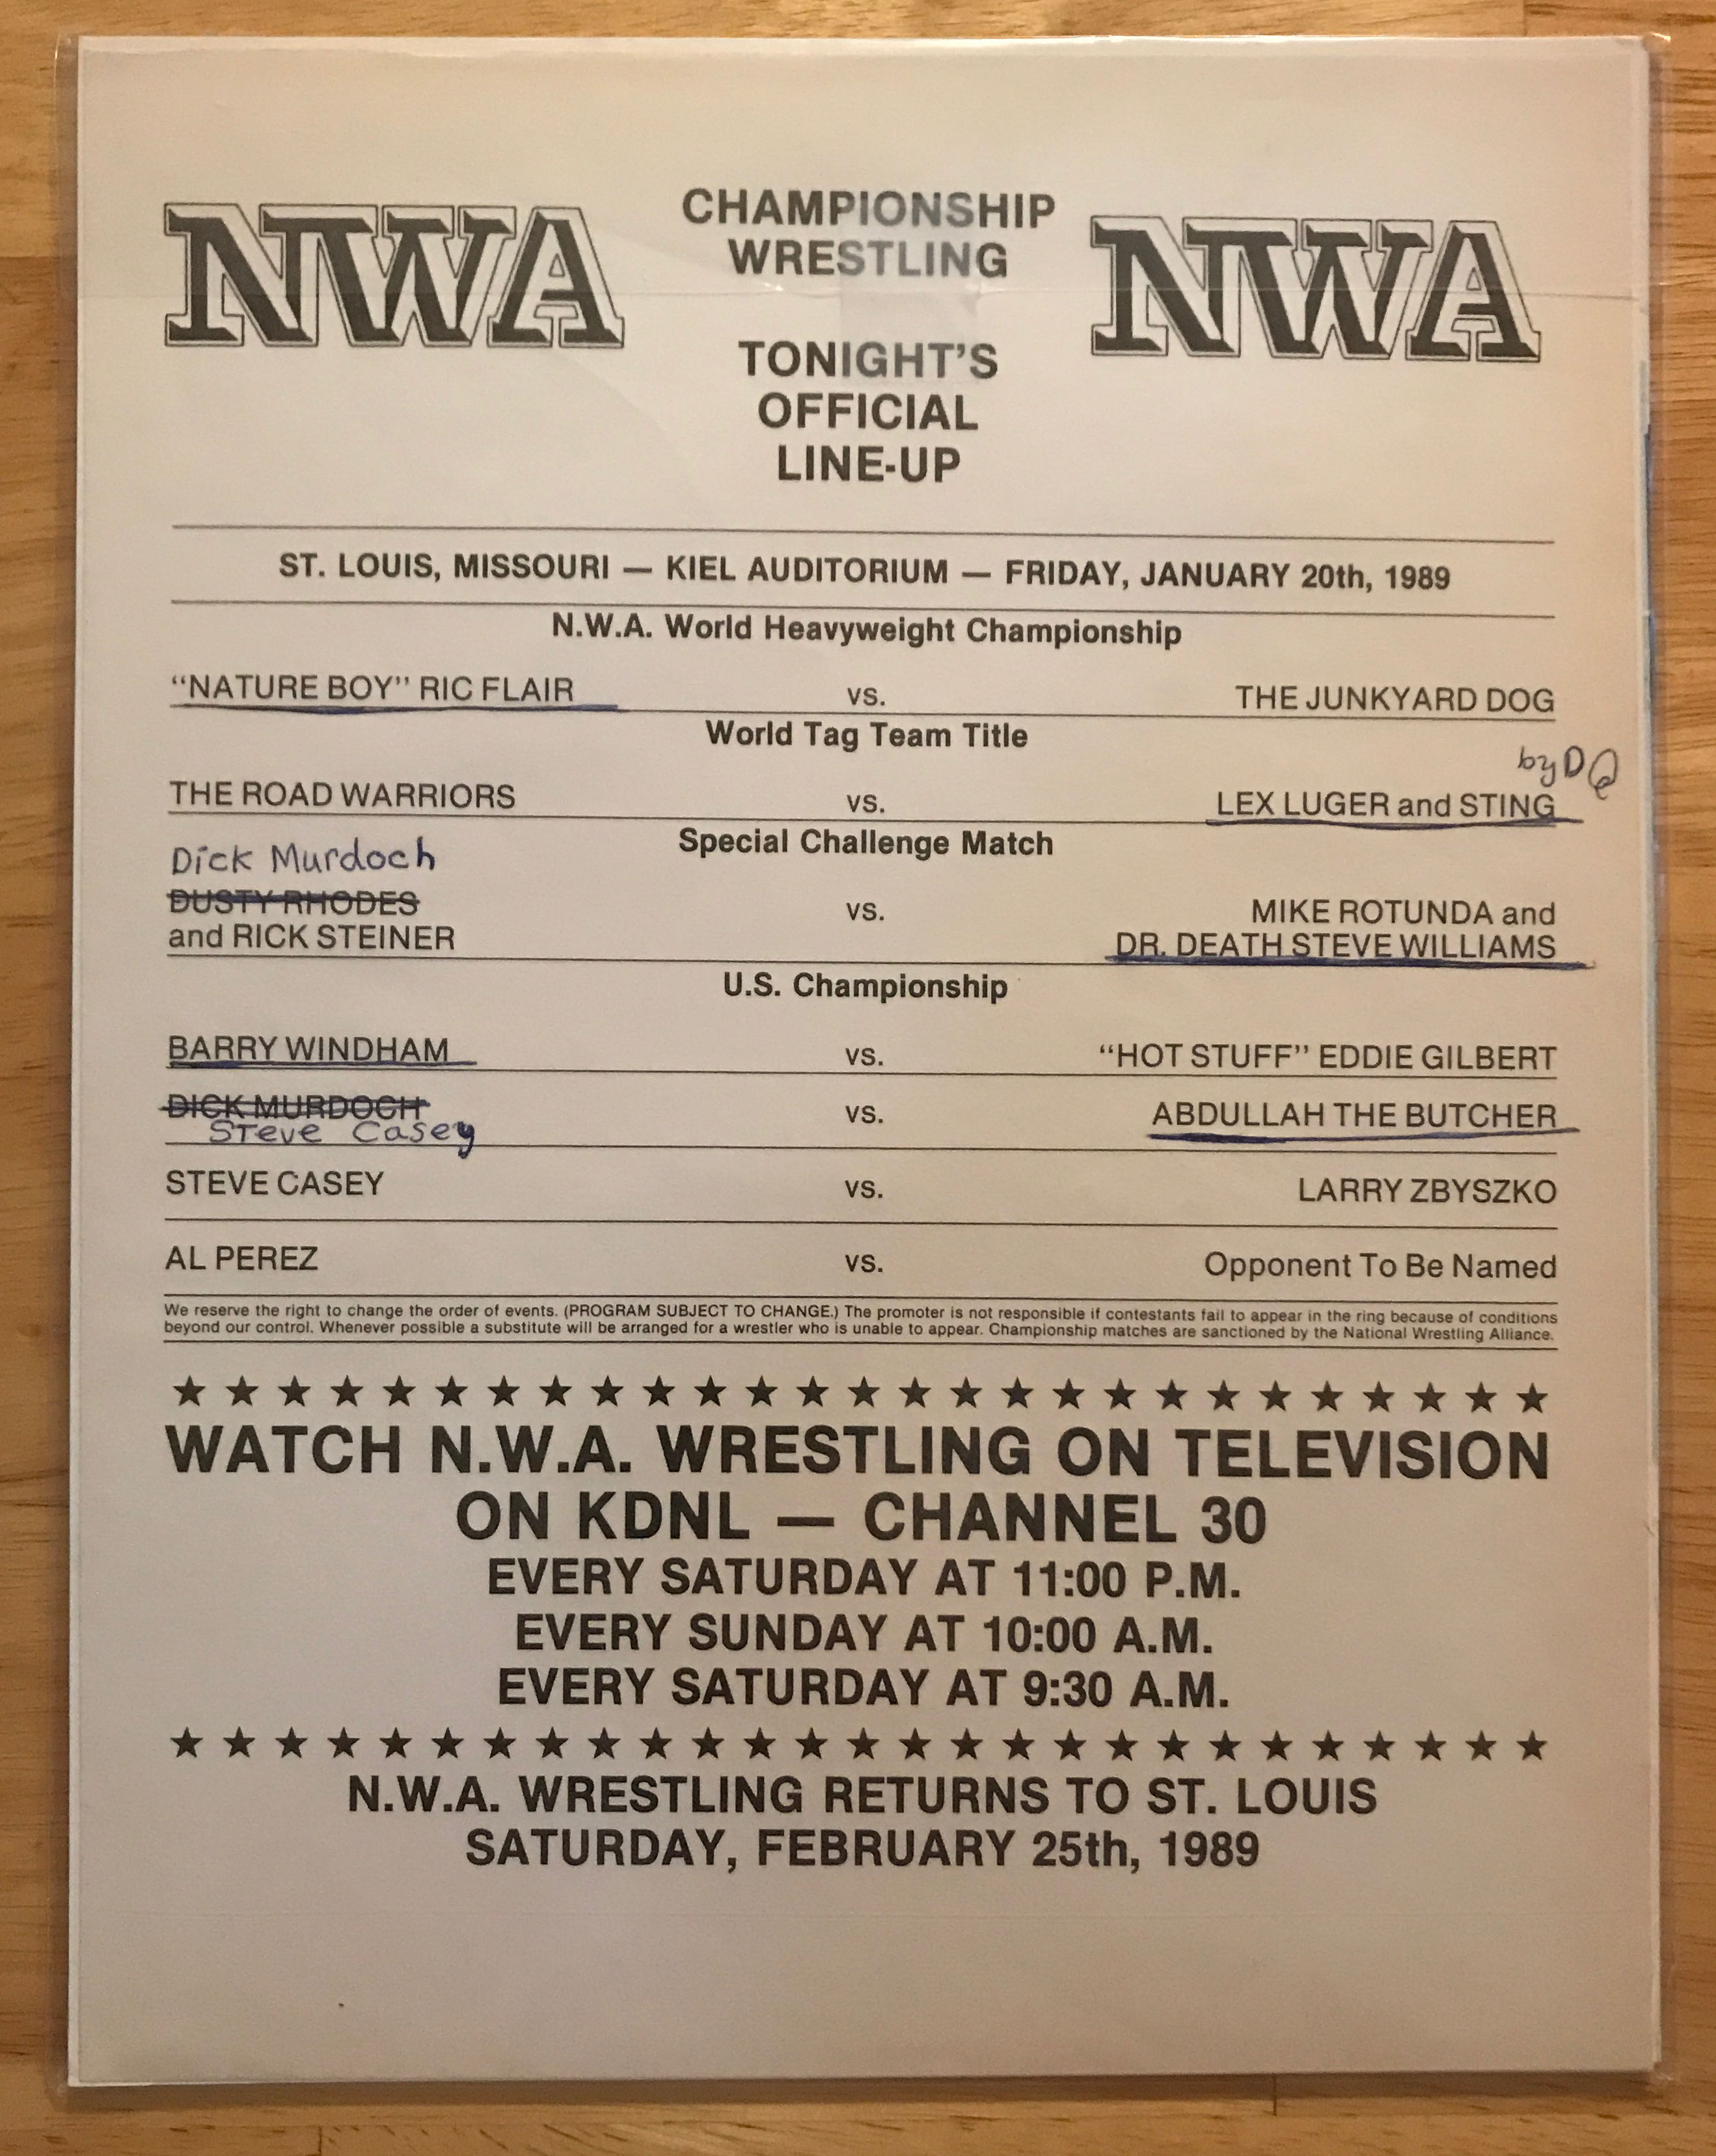 NWA CHAMPIONSHIP NWA
WRESTLING
TONIGHT'S
OFFICIAL
LINE-UP
ST. LOUIS, MISSOURI — KIEL AUDITORIUM — FRIDAY, JANUARY 20th, 1989
N.W.A. World Heavyweight Championship
"NATURE BOY" RIC FLAIR vs. THE JUNKYARD DOG
World Tag Team Title
by DQ
THE ROAD WARRIORS vs. LEX LUGER and STING
Special Challenge Match
Dick Murdoch
DUSTY RHODES vs. MIKE ROTUNDA and
and RICK STEINER DR. DEATH STEVE WILLIAMS
U.S. Championship
BARRY WINDHAM vs. "HOT STUFF" EDDIE GILBERT
DICK MURDOCH vs. ABDULLAH THE BUTCHER
Steve Casey
STEVE CASEY vs. LARRY ZBYSZKO
AL PEREZ vs. Opponent To Be Named
We reserve the right to change the order of events. (PROGRAM SUBJECT TO CHANGE.) The promoter is not responsible if contestants fail to appear in the ring because of conditions
beyond our control. Whenever possible a substitute will be arranged for a wrestler who is unable to appear. Championship matches are sanctioned by the National Wrestling Alliance.
WATCH N.W.A. WRESTLING ON TELEVISION
ON KDNL — CHANNEL 30
EVERY SATURDAY AT 11:00 P.M.
EVERY SUNDAY AT 10:00 A.M.
EVERY SATURDAY AT 9:30 A.M.
N.W.A. WRESTLING RETURNS TO ST. LOUIS
SATURDAY, FEBRUARY 25th, 1989